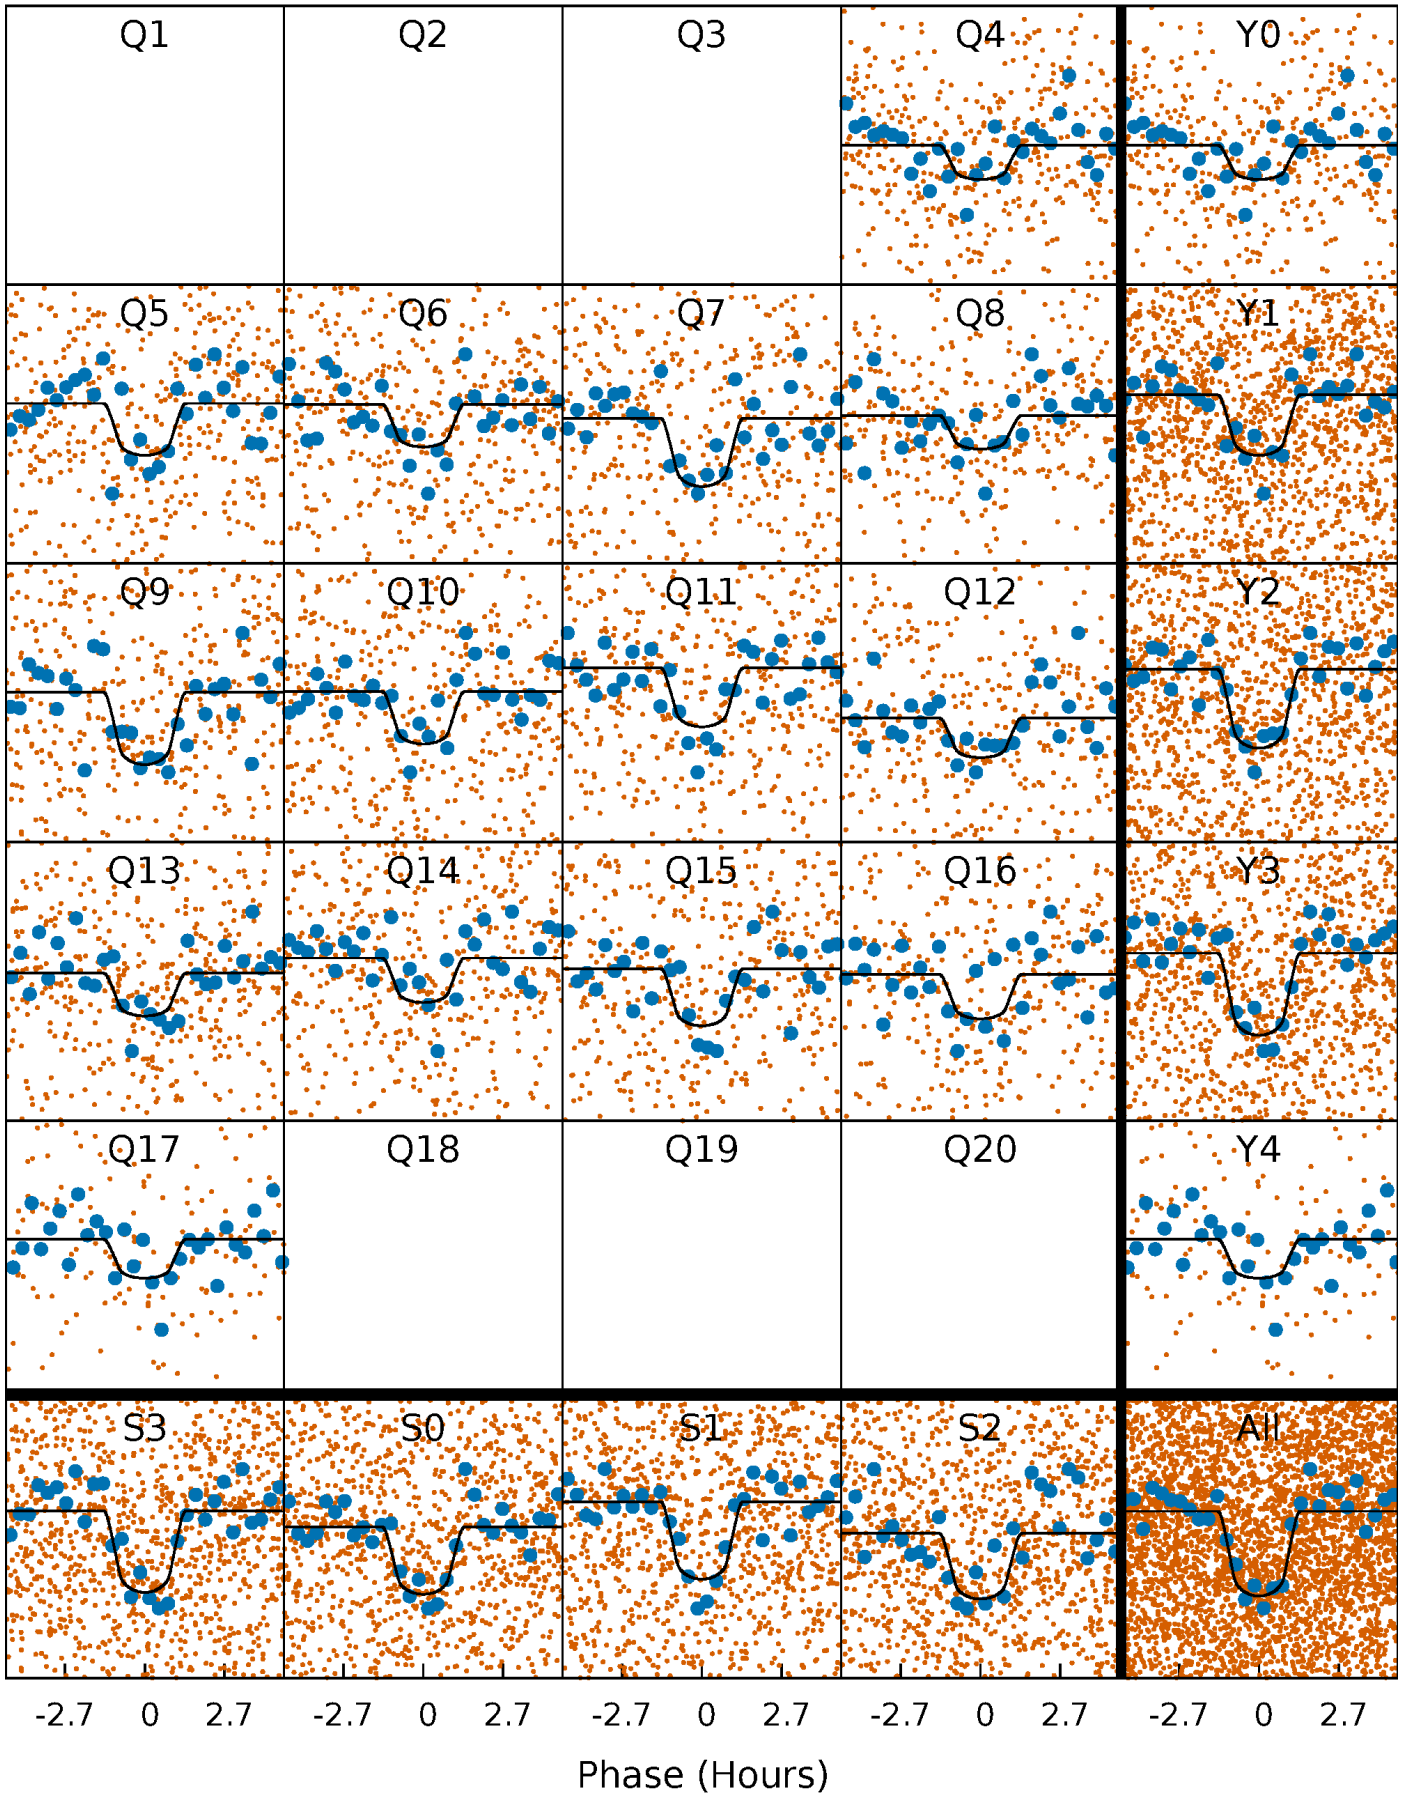 Q1 Q2 Q3 Q4 Y0
Q5 Q6 Q7 Q8 Y1
Q9 Q10 Q11 Q12 Y2
Q13 Q14 Q15 Q16 Y3
Q17 Q18 Q19 Q20 Y4
S3 S0 S1 S2 All
-2.7 0 2.7 -2.7 0 2.7 -2.7 0 2.7 -2.7 0 2.7 -2.7 0 2.7
Phase (Hours)